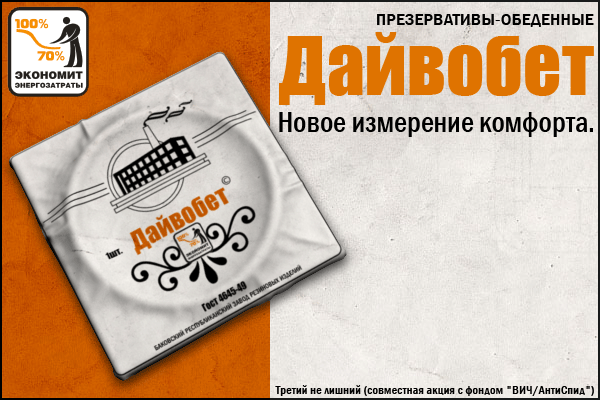 100%
70%
ЭКОНОМИТ
ЭНЕРГОЗАТРАТЫ
ПРЕЗЕРВАТИВЫ-ОБЕДЕННЫЕ
Дайвобет
Новое измерение комфорта.
Дайвобет ©
1шт.
Гост 4645-49
БАКОВСКИЙ РЕСПУБЛИКАНСКИЙ ЗАВОД РЕЗИНОВЫХ ИЗДЕЛИЙ
Третий не лишний (совместная акция с фондом "ВИЧ/АнтиСпид")